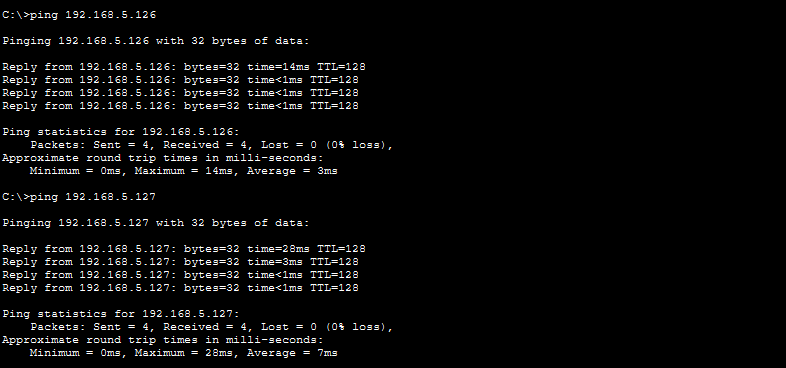 C:\>ping 192.168.5.126
Pinging 192.168.5.126 with 32 bytes of data:
Reply from 192.168.5.126: bytes=32 time=14ms TTL=128
Reply from 192.168.5.126: bytes=32 time<1ms TTL=128
Reply from 192.168.5.126: bytes=32 time<1ms TTL=128
Reply from 192.168.5.126: bytes=32 time<1ms TTL=128
Ping statistics for 192.168.5.126:
    Packets: Sent = 4, Received = 4, Lost = 0 (0% loss),
Approximate round trip times in milli-seconds:
    Minimum = 0ms, Maximum = 14ms, Average = 3ms
C:\>ping 192.168.5.127
Pinging 192.168.5.127 with 32 bytes of data:
Reply from 192.168.5.127: bytes=32 time=28ms TTL=128
Reply from 192.168.5.127: bytes=32 time=3ms TTL=128
Reply from 192.168.5.127: bytes=32 time<1ms TTL=128
Reply from 192.168.5.127: bytes=32 time<1ms TTL=128
Ping statistics for 192.168.5.127:
    Packets: Sent = 4, Received = 4, Lost = 0 (0% loss),
Approximate round trip times in milli-seconds:
    Minimum = 0ms, Maximum = 28ms, Average = 7ms